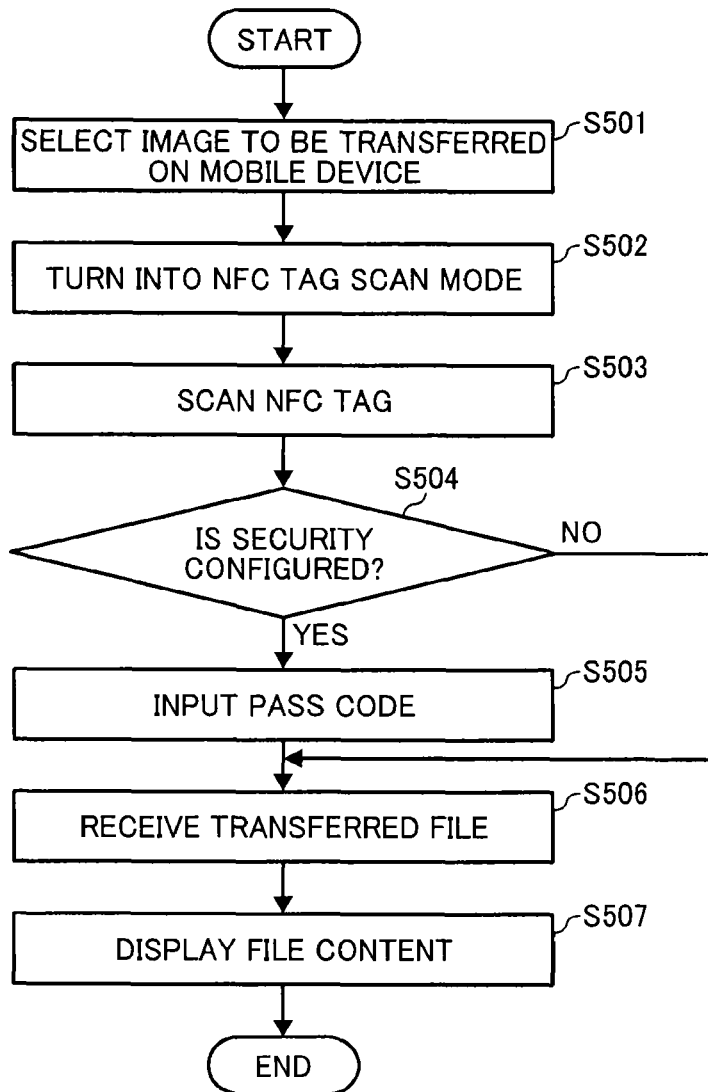 START
S501
SELECT IMAGE TO BE TRANSFERRED
ON MOBILE DEVICE
S502
TURN INTO NFC TAG SCAN MODE
S503
SCAN NFC TAG
S504
IS SECURITY
CONFIGURED?
NO
YES
S505
INPUT PASS CODE
S506
RECEIVE TRANSFERRED FILE
S507
DISPLAY FILE CONTENT
END